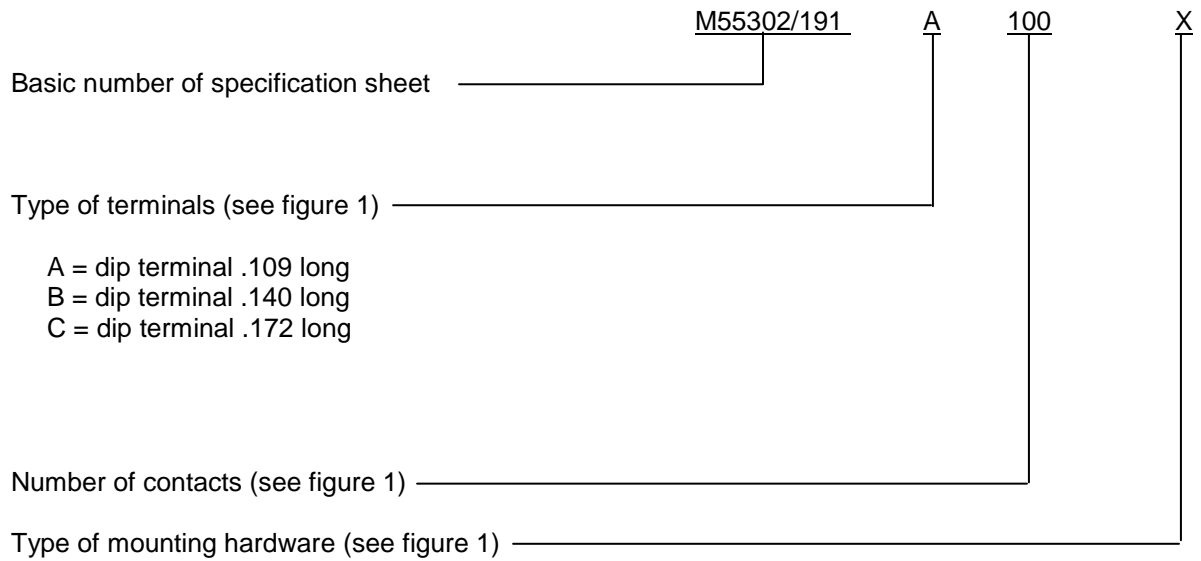 M55302/191 A 100 X
Basic number of specification sheet
Type of terminals (see figure 1)
A = dip terminal .109 long
B = dip terminal .140 long
C = dip terminal .172 long
Number of contacts (see figure 1)
Type of mounting hardware (see figure 1)